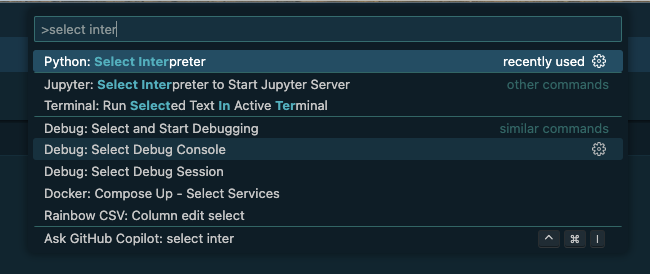 >select inter
Python: Select Interpreter recently used
Jupyter: Select Interpreter to Start Jupyter Server other commands
Terminal: Run Selected Text In Active Terminal
Debug: Select and Start Debugging similar commands
Debug: Select Debug Console
Debug: Select Debug Session
Docker: Compose Up - Select Services
Rainbow CSV: Column edit select
Ask GitHub Copilot: select inter ^ ⌘ I